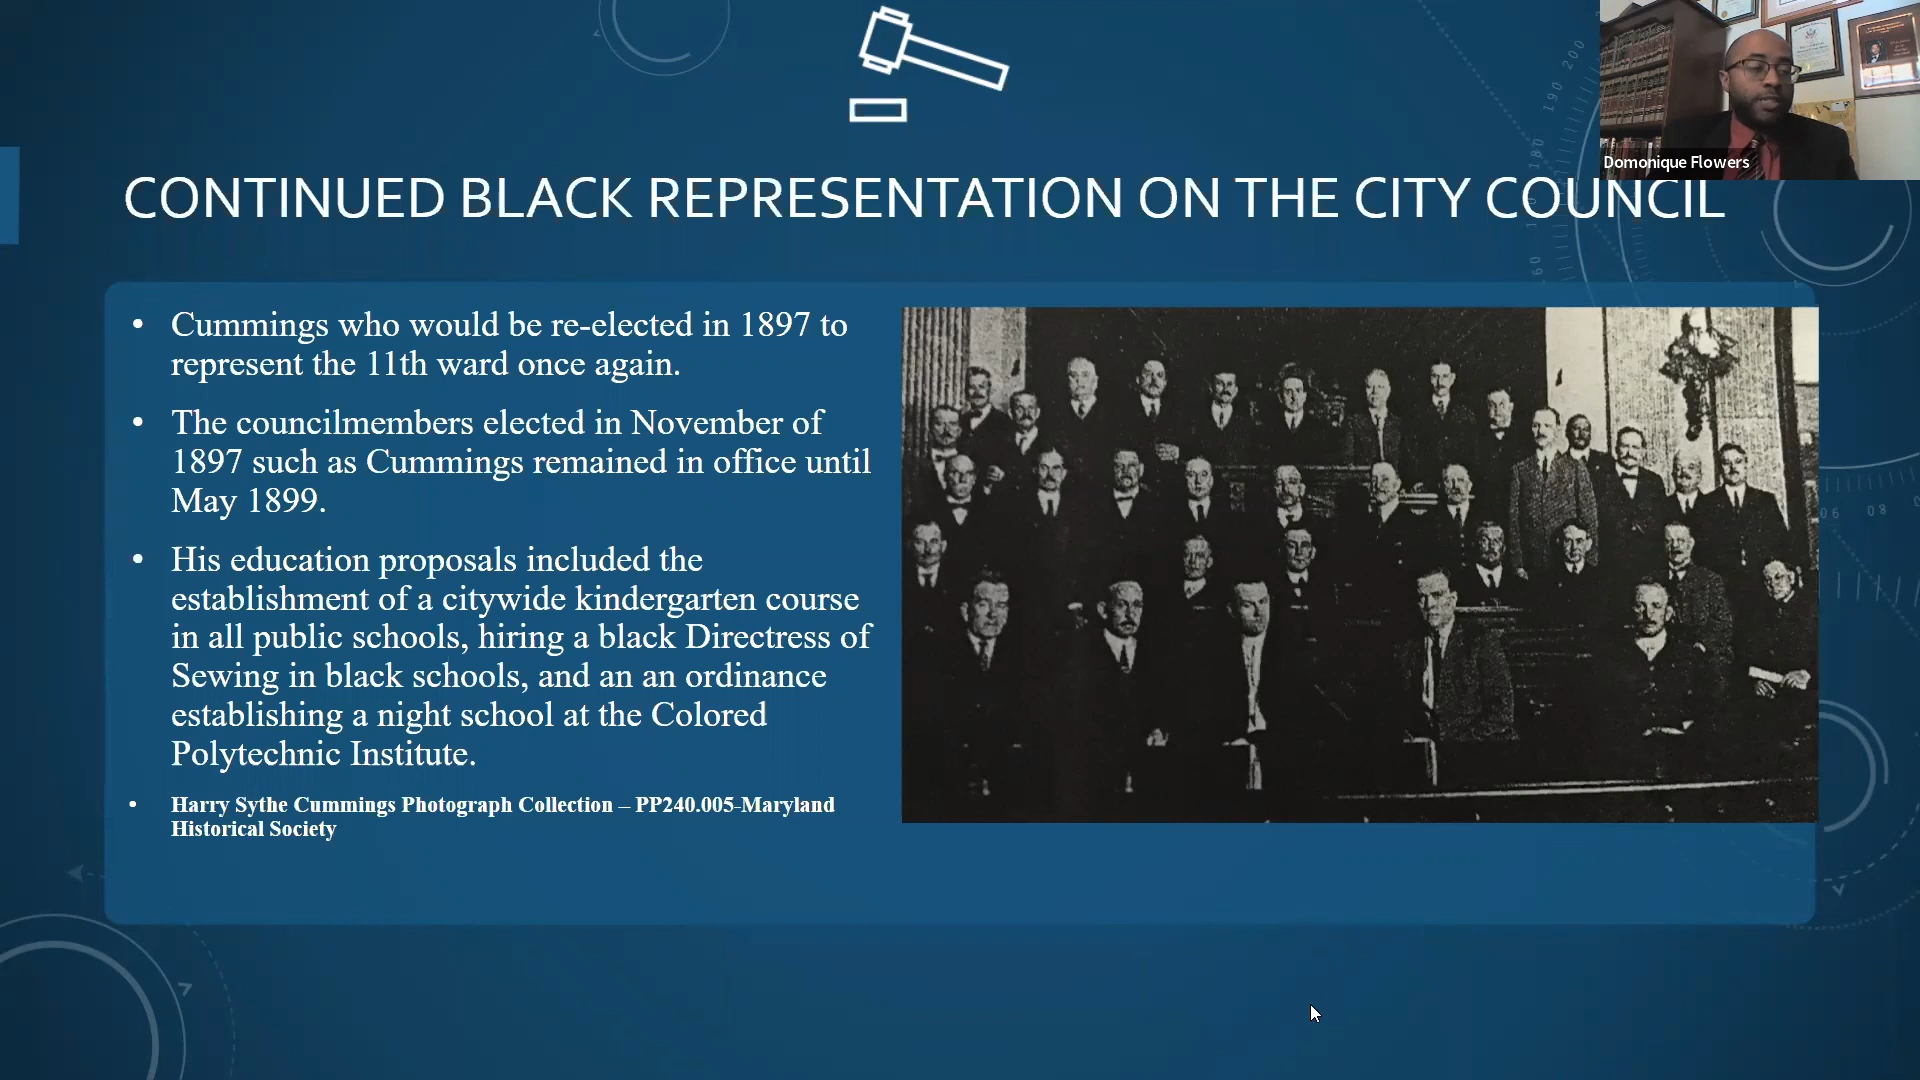 Domonique Flowers
CONTINUED BLACK REPRESENTATION ON THE CITY COUNCIL
• Cummings who would be re-elected in 1897 to
represent the 11th ward once again.
• The councilmembers elected in November of
1897 such as Cummings remained in office until
May 1899.
• His education proposals included the
establishment of a citywide kindergarten course
in all public schools, hiring a black Directress of
Sewing in black schools, and an an ordinance
establishing a night school at the Colored
Polytechnic Institute.
• Harry Sythe Cummings Photograph Collection – PP240.005-Maryland
Historical Society